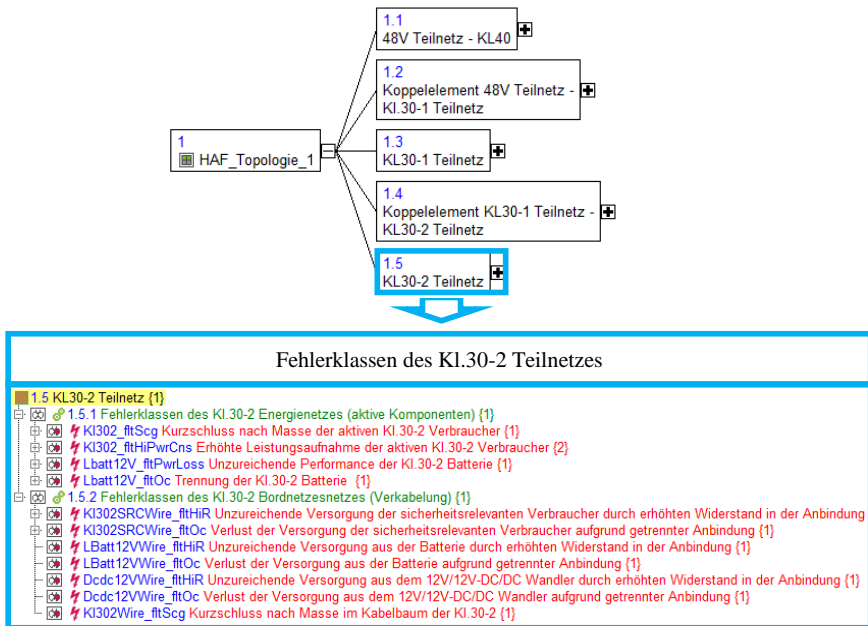 1.1
48V Teilnetz - KL40
1.2
Koppelelement 48V Teilnetz -
Kl.30-1 Teilnetz
1
HAF_Topologie_1
1.3
KL30-1 Teilnetz
1.4
Koppelelement KL30-1 Teilnetz -
KL30-2 Teilnetz
1.5
KL30-2 Teilnetz
Fehlerklassen des Kl.30-2 Teilnetzes
1.5 KL30-2 Teilnetz {1}
1.5.1 Fehlerklassen des Kl.30-2 Energienetzes (aktive Komponenten) {1}
Kl302_fltScg Kurzschluss nach Masse der aktiven Kl.30-2 Verbraucher {1}
Kl302_fltHiPwrCns Erhöhte Leistungsaufnahme der aktiven Kl.30-2 Verbraucher {2}
Lbatt12V_fltPwrLoss Unzureichende Performance der Kl.30-2 Batterie {1}
Lbatt12V_fltOc Trennung der Kl.30-2 Batterie {1}
1.5.2 Fehlerklassen des Kl.30-2 Bordnetzesnetzes (Verkabelung) {1}
Kl302SRCWire_fltHiR Unzureichende Versorgung der sicherheitsrelevanten Verbraucher durch erhöhten Widerstand in der Anbindung
Kl302SRCWire_fltOc Verlust der Versorgung der sicherheitsrelevanten Verbraucher aufgrund getrennter Anbindung {1}
LBatt12VWire_fltHiR Unzureichende Versorgung aus der Batterie durch erhöhten Widerstand in der Anbindung {1}
LBatt12VWire_fltOc Verlust der Versorgung aus der Batterie aufgrund getrennter Anbindung {1}
Dcdc12VWire_fltHiR Unzureichende Versorgung aus dem 12V/12V-DC/DC Wandler durch erhöhten Widerstand in der Anbindung {1}
Dcdc12VWire_fltOc Verlust der Versorgung aus dem 12V/12V-DC/DC Wandler aufgrund getrennter Anbindung {1}
Kl302Wire_fltScg Kurzschluss nach Masse im Kabelbaum der Kl.30-2 {1}